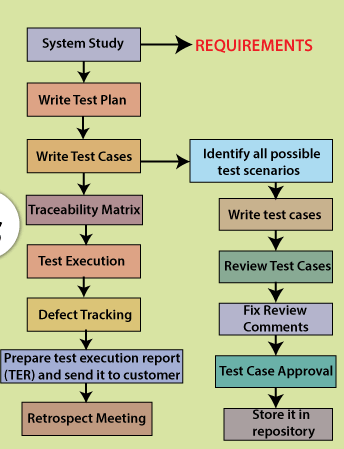 System Study
REQUIREMENTS
Write Test Plan
Write Test Cases
Identify all possible
test scenarios
Traceability Matrix
Write test cases
Test Execution
Review Test Cases
Defect Tracking
Fix Review
Comments
Prepare test execution report
(TER) and send it to customer
Test Case Approval
Retrospect Meeting
Store it in
repository